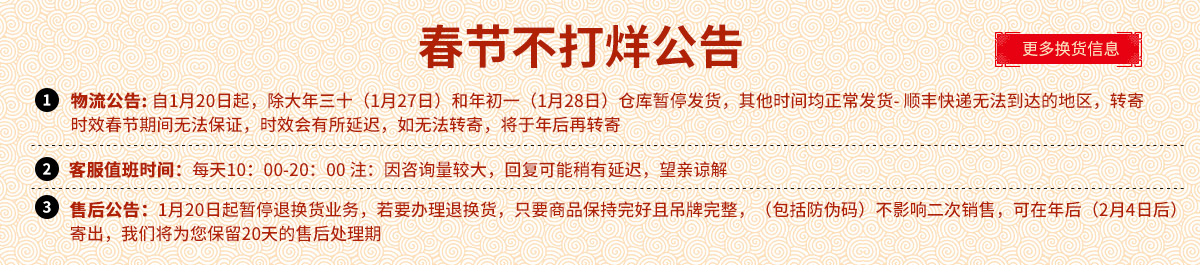 春节不打烊公告
更多换货信息
1 物流公告: 自1月20日起，除大年三十（1月27日）和年初一（1月28日）仓库暂停发货，其他时间均正常发货- 顺丰快递无法到达的地区，转寄
时效春节期间无法保证，时效会有所延迟，如无法转寄，将于年后再转寄
2 客服值班时间：每天10：00-20：00 注：因咨询量较大，回复可能稍有延迟，望亲谅解
3 售后公告：1月20日起暂停退换货业务，若要办理退换货，只要商品保持完好且吊牌完整，（包括防伪码）不影响二次销售，可在年后（2月4日后）
寄出，我们将为您保留20天的售后处理期